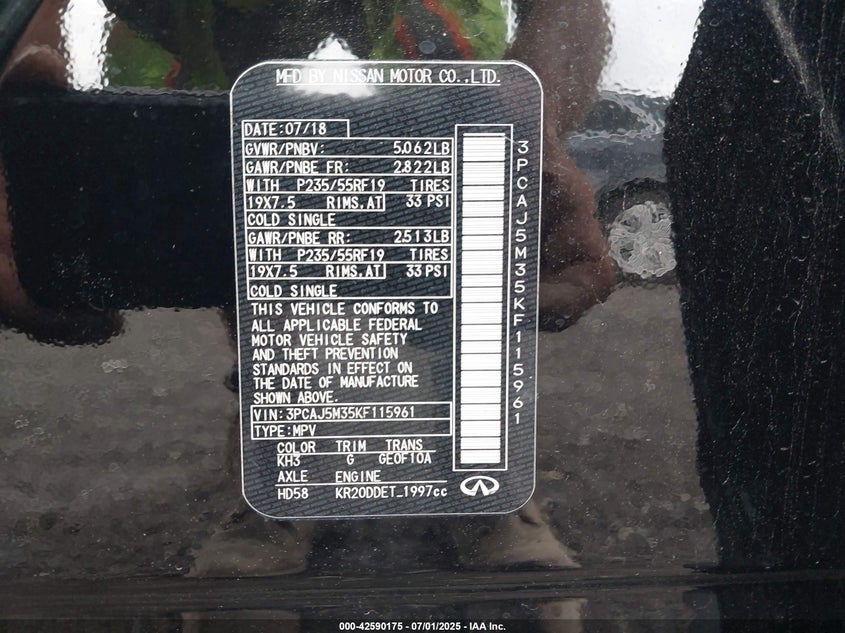 MFD BY NISSAN MOTOR CO.,LTD.
DATE:07/18
GVWR/PNBV: 5,062LB
GAWR/PNBE FR: 2,822LB
WITH P235/55RF19 TIRES
19X7.5 RIMS.AT 33 PSI
COLD SINGLE
GAWR/PNBE RR: 2,513LB
WITH P235/55RF19 TIRES
19X7.5 RIMS.AT 33 PSI
COLD SINGLE
THIS VEHICLE CONFORMS TO
ALL APPLICABLE FEDERAL
MOTOR VEHICLE SAFETY
AND THEFT PREVENTION
STANDARDS IN EFFECT ON
THE DATE OF MANUFACTURE
SHOWN ABOVE.
VIN:3PCAJ5M35KF115961
TYPE:MPV
COLOR TRIM TRANS
KH3 G GE0F10A
AXLE ENGINE
HD58 KR20DDET_1997cc
3PCAJ5M35KF115961
000-42590175 - 07/01/2025 - IAA Inc.